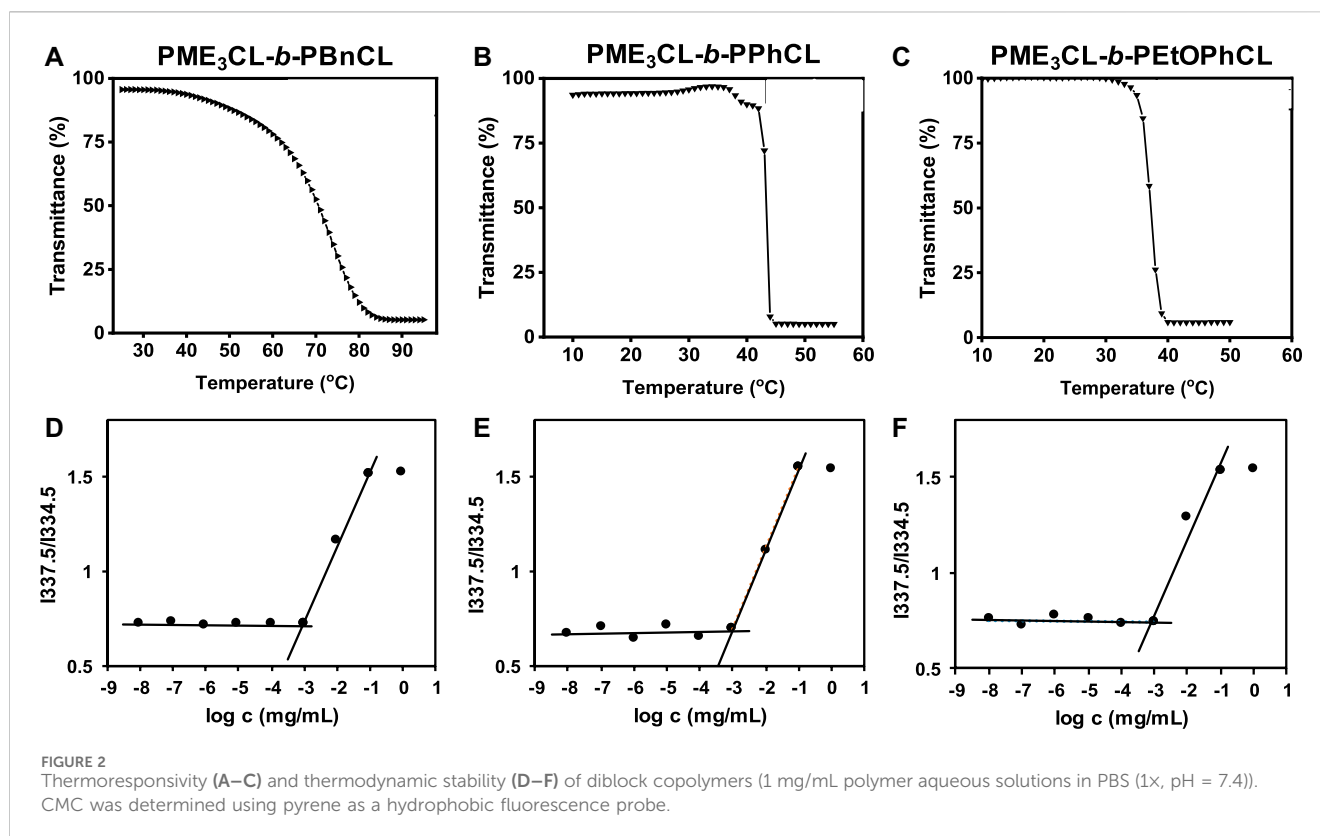 A
PME₃CL-b-PBnCL
100
75
50
25
0
Transmittance (%)
30 40 50 60 70 80 90
Temperature (°C)
B
PME₃CL-b-PPhCL
100
75
50
25
0
Transmittance (%)
10 20 30 40 50 60
Temperature (°C)
C
PME₃CL-b-PEtOPhCL
100
75
50
25
0
Transmittance (%)
10 20 30 40 50 60
Temperature (°C)
D
1.5
1
0.5
I337.5/I334.5
-9 -8 -7 -6 -5 -4 -3 -2 -1 0 1
log c (mg/mL)
E
1.5
1
0.5
I337.5/I334.5
-9 -8 -7 -6 -5 -4 -3 -2 -1 0 1
log c (mg/mL)
F
1.5
1
0.5
I337.5/I334.5
-9 -8 -7 -6 -5 -4 -3 -2 -1 0 1
log c (mg/mL)
FIGURE 2
Thermoresponsivity (A–C) and thermodynamic stability (D–F) of diblock copolymers (1 mg/mL polymer aqueous solutions in PBS (1×, pH = 7.4)).
CMC was determined using pyrene as a hydrophobic fluorescence probe.